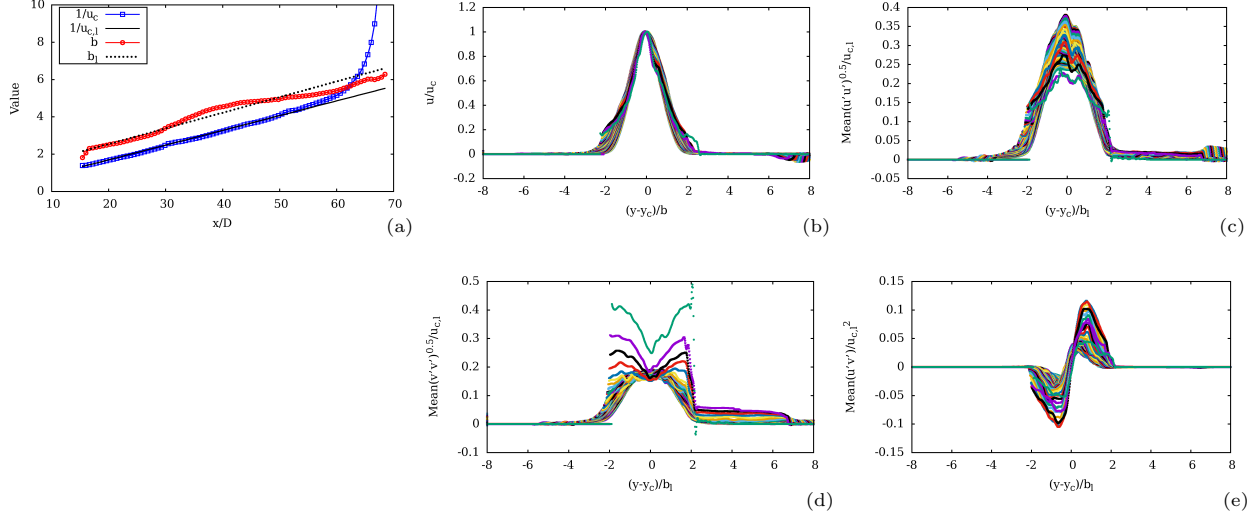 10
8
6
4
2
0
Value
1/u_c
1/u_c,l
b
b_l
10 20 30 40 50 60 70
x/D
(a)
1.2
1
0.8
0.6
0.4
0.2
0
-0.2
u/u_c
-8 -6 -4 -2 0 2 4 6 8
(y-y_c)/b
(b)
0.4
0.35
0.3
0.25
0.2
0.15
0.1
0.05
0
-0.05
Mean(u'u')^0.5/u_c,l
-8 -6 -4 -2 0 2 4 6 8
(y-y_c)/b_l
(c)
0.5
0.4
0.3
0.2
0.1
0
-0.1
Mean(v'v')^0.5/u_c,l
-8 -6 -4 -2 0 2 4 6 8
(y-y_c)/b_l
(d)
0.15
0.1
0.05
0
-0.05
-0.1
-0.15
Mean(u'v')/u_c,l^2
-8 -6 -4 -2 0 2 4 6 8
(y-y_c)/b_l
(e)